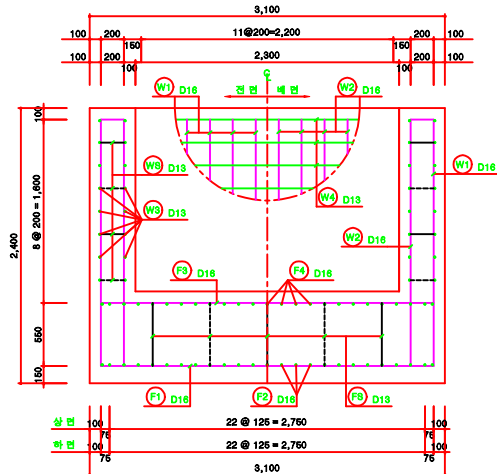 3,100
100 200 11@200=2,200 200 100
150 150
100 200 2,300 200 100
100 100
C
W1 D16 전 면 배 면 W2 D16
100
W1 D16
WS D13
W4 D13
8 @ 200 = 1,600
W3 D13
2,400
W2 D16
F3 D16 F4 D16
550
150
F1 D16 F2 D16 FS D13
상 면 100 22 @ 125 = 2,750 100
75 75
하 면 100 22 @ 125 = 2,750 100
75 75
3,100